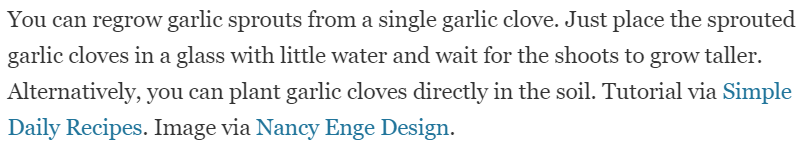 You can regrow garlic sprouts from a single garlic clove. Just place the sprouted
garlic cloves in a glass with little water and wait for the shoots to grow taller.
Alternatively, you can plant garlic cloves directly in the soil. Tutorial via Simple
Daily Recipes. Image via Nancy Enge Design.